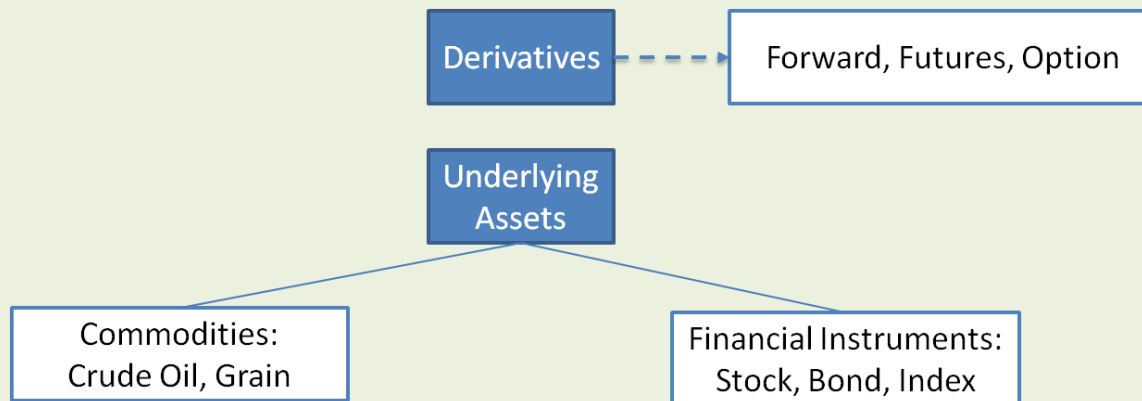 Derivatives
Forward, Futures, Option
Underlying
Assets
Commodities:
Crude Oil, Grain
Financial Instruments:
Stock, Bond, Index